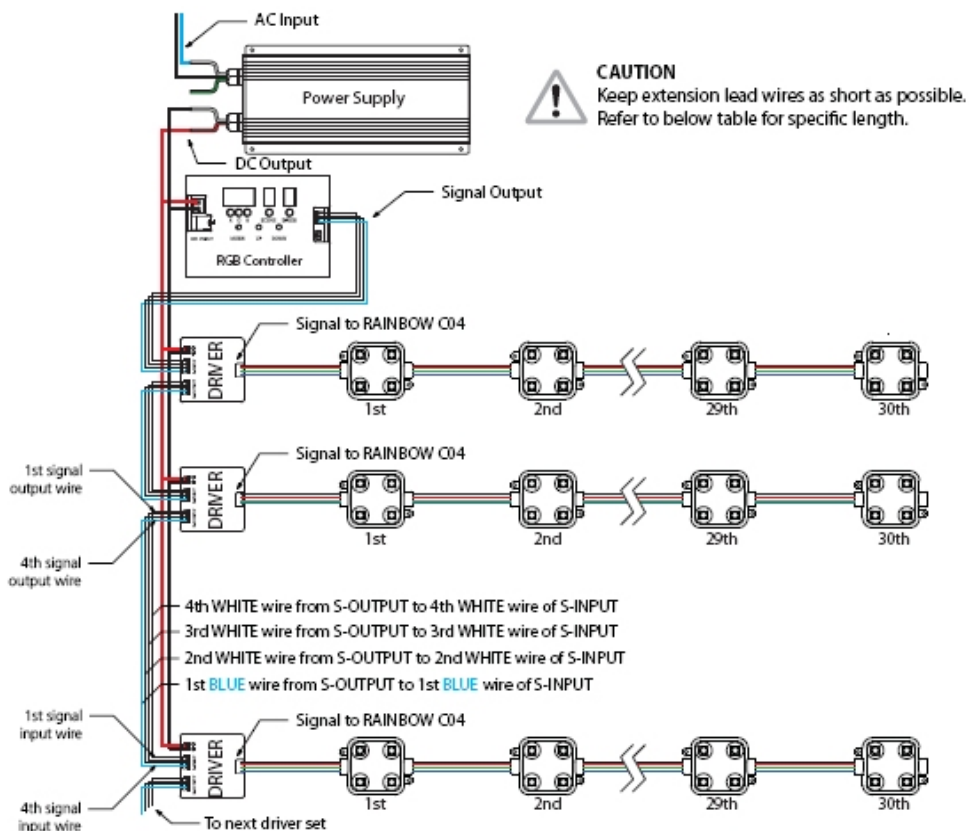 AC Input
Power Supply
CAUTION
Keep extension lead wires as short as possible.
Refer to below table for specific length.
DC Output
Signal Output
RGB Controller
Signal to RAINBOW C04
DRIVER
1st
2nd
29th
30th
Signal to RAINBOW C04
1st signal
output wire
DRIVER
1st
2nd
29th
30th
4th signal
output wire
4th WHITE wire from S-OUTPUT to 4th WHITE wire of S-INPUT
3rd WHITE wire from S-OUTPUT to 3rd WHITE wire of S-INPUT
2nd WHITE wire from S-OUTPUT to 2nd WHITE wire of S-INPUT
1st BLUE wire from S-OUTPUT to 1st BLUE wire of S-INPUT
1st signal
input wire
Signal to RAINBOW C04
DRIVER
1st
2nd
29th
30th
4th signal
input wire
To next driver set